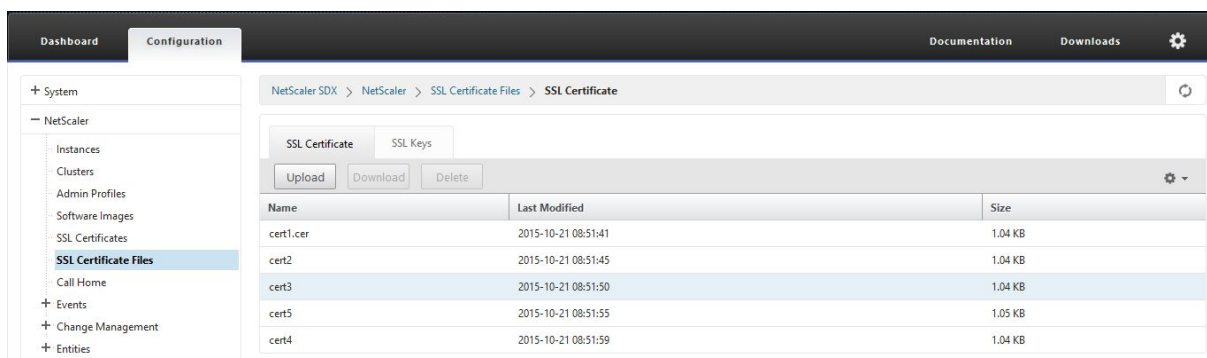 Dashboard Configuration Documentation Downloads
+ System
− NetScaler
Instances
Clusters
Admin Profiles
Software Images
SSL Certificates
SSL Certificate Files
Call Home
+ Events
+ Change Management
+ Entities
NetScaler SDX > NetScaler > SSL Certificate Files > SSL Certificate
SSL Certificate SSL Keys
Upload Download Delete
Name Last Modified Size
cert1.cer 2015-10-21 08:51:41 1.04 KB
cert2 2015-10-21 08:51:45 1.04 KB
cert3 2015-10-21 08:51:50 1.04 KB
cert5 2015-10-21 08:51:55 1.05 KB
cert4 2015-10-21 08:51:59 1.04 KB